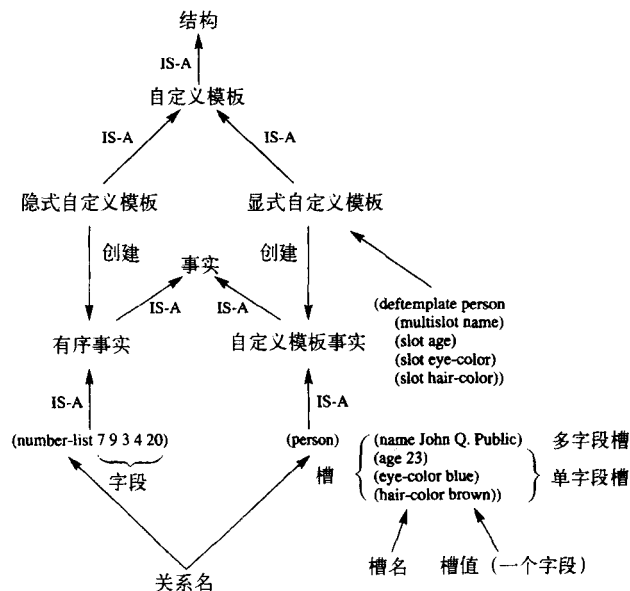 结构
IS-A
自定义模板
IS-A
IS-A
隐式自定义模板
显式自定义模板
创建
事实
创建
IS-A
IS-A
(deftemplate person
(multislot name)
(slot age)
(slot eye-color)
(slot hair-color))
有序事实
自定义模板事实
IS-A
IS-A
(number-list 7 9 3 4 20)
字段
(person)
槽
(name John Q. Public)
(age 23)
(eye-color blue)
(hair-color brown))
多字段槽
单字段槽
关系名
槽名
槽值（一个字段）